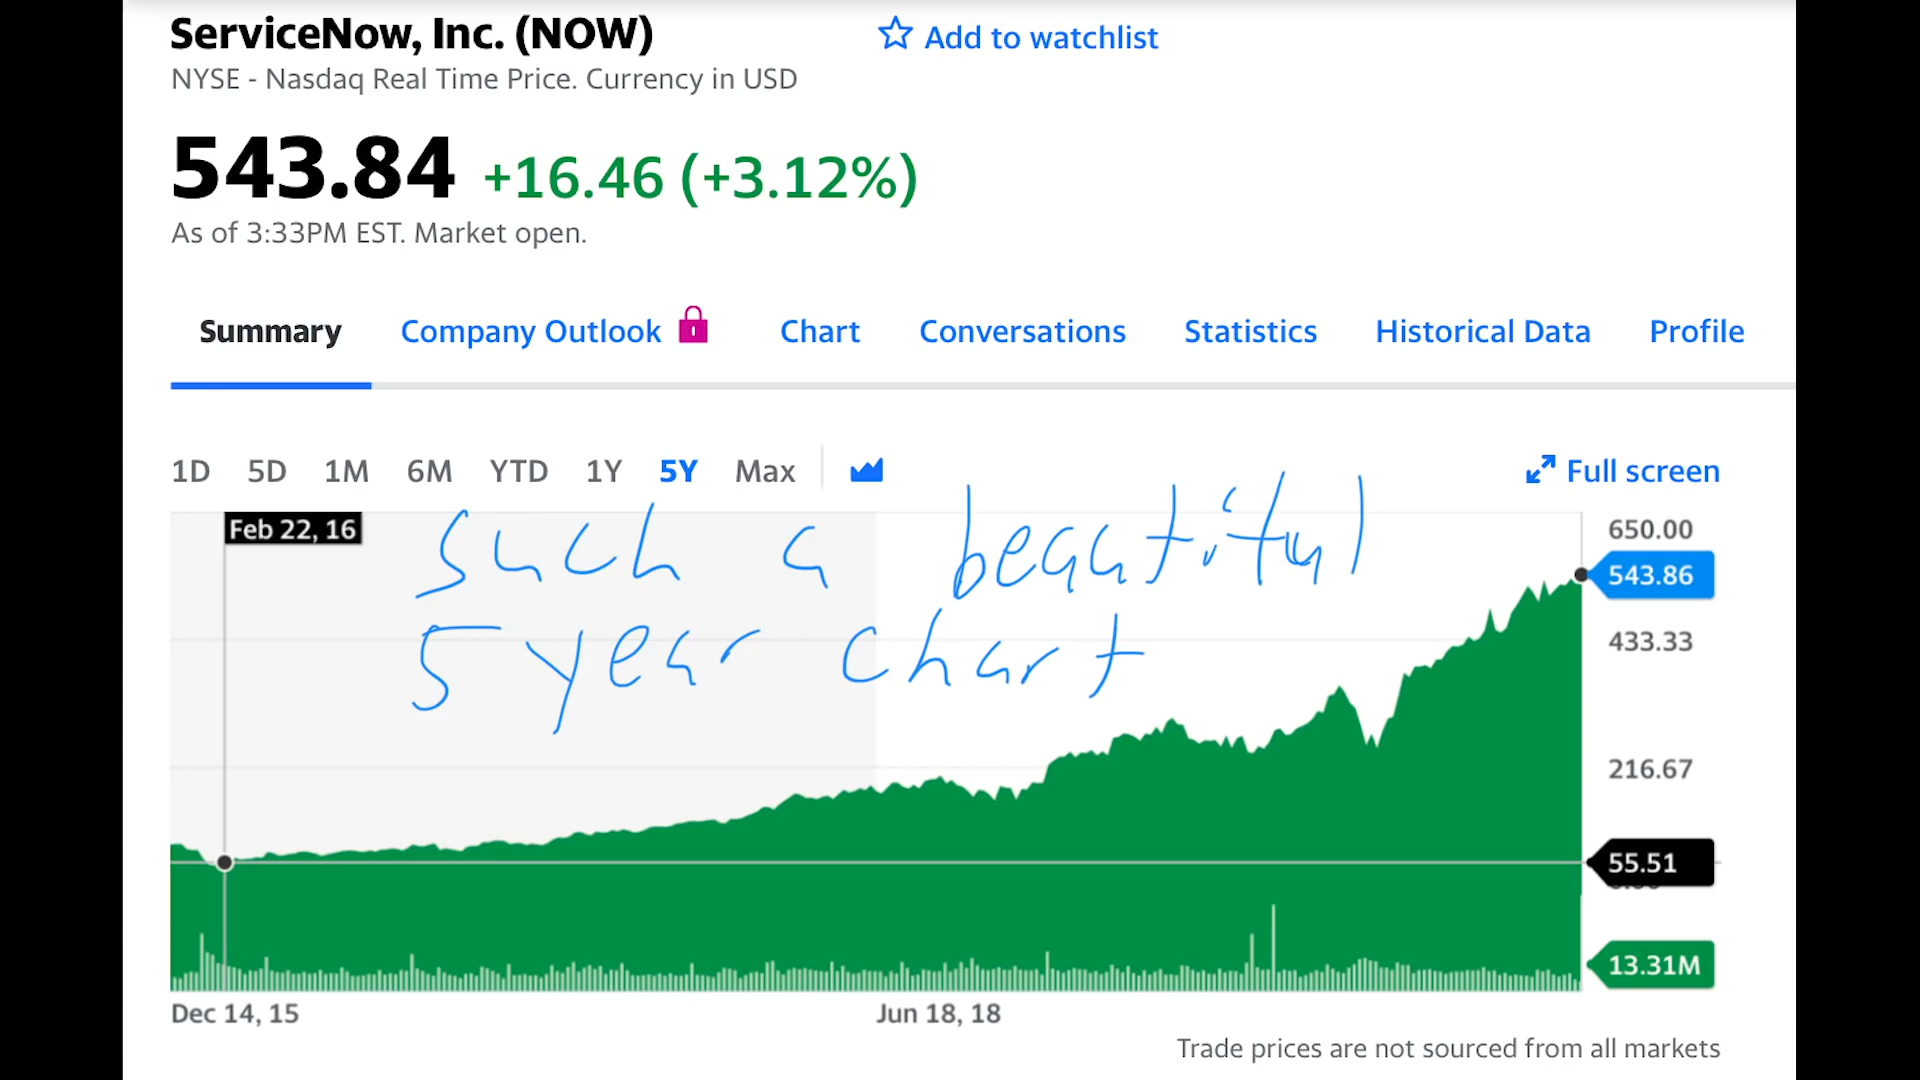 ServiceNow, Inc. (NOW)
Add to watchlist
NYSE - Nasdaq Real Time Price. Currency in USD
543.84 +16.46 (+3.12%)
As of 3:33PM EST. Market open.
Summary Company Outlook Chart Conversations Statistics Historical Data Profile
1D 5D 1M 6M YTD 1Y 5Y Max Full screen
Feb 22, 16
such a beautiful
5 year chart
650.00
543.86
433.33
216.67
55.51
13.31M
Dec 14, 15 Jun 18, 18
Trade prices are not sourced from all markets